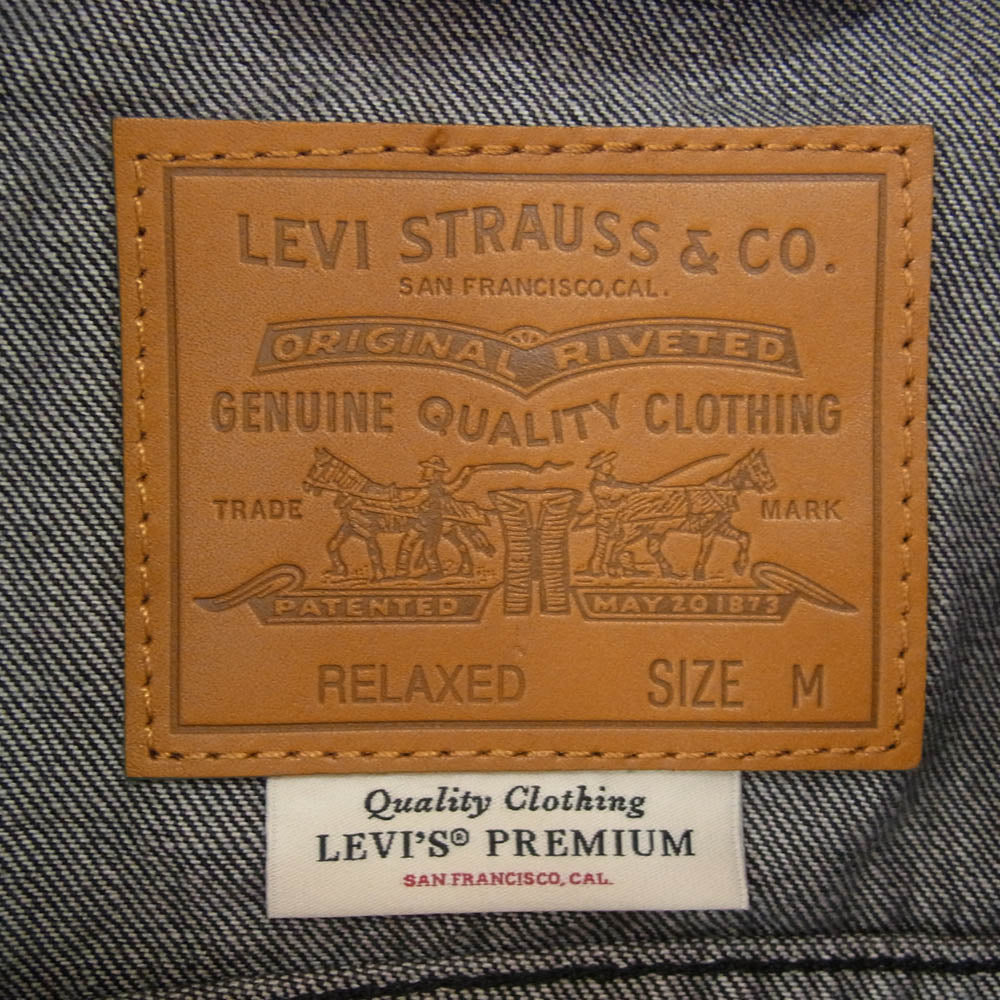 LEVI STRAUSS & CO.
SAN FRANCISCO, CAL.
ORIGINAL RIVETED
GENUINE QUALITY CLOTHING
TRADE MARK
PATENTED MAY 20 1873
RELAXED SIZE M
Quality Clothing
LEVI'S® PREMIUM
SAN FRANCISCO, CAL.